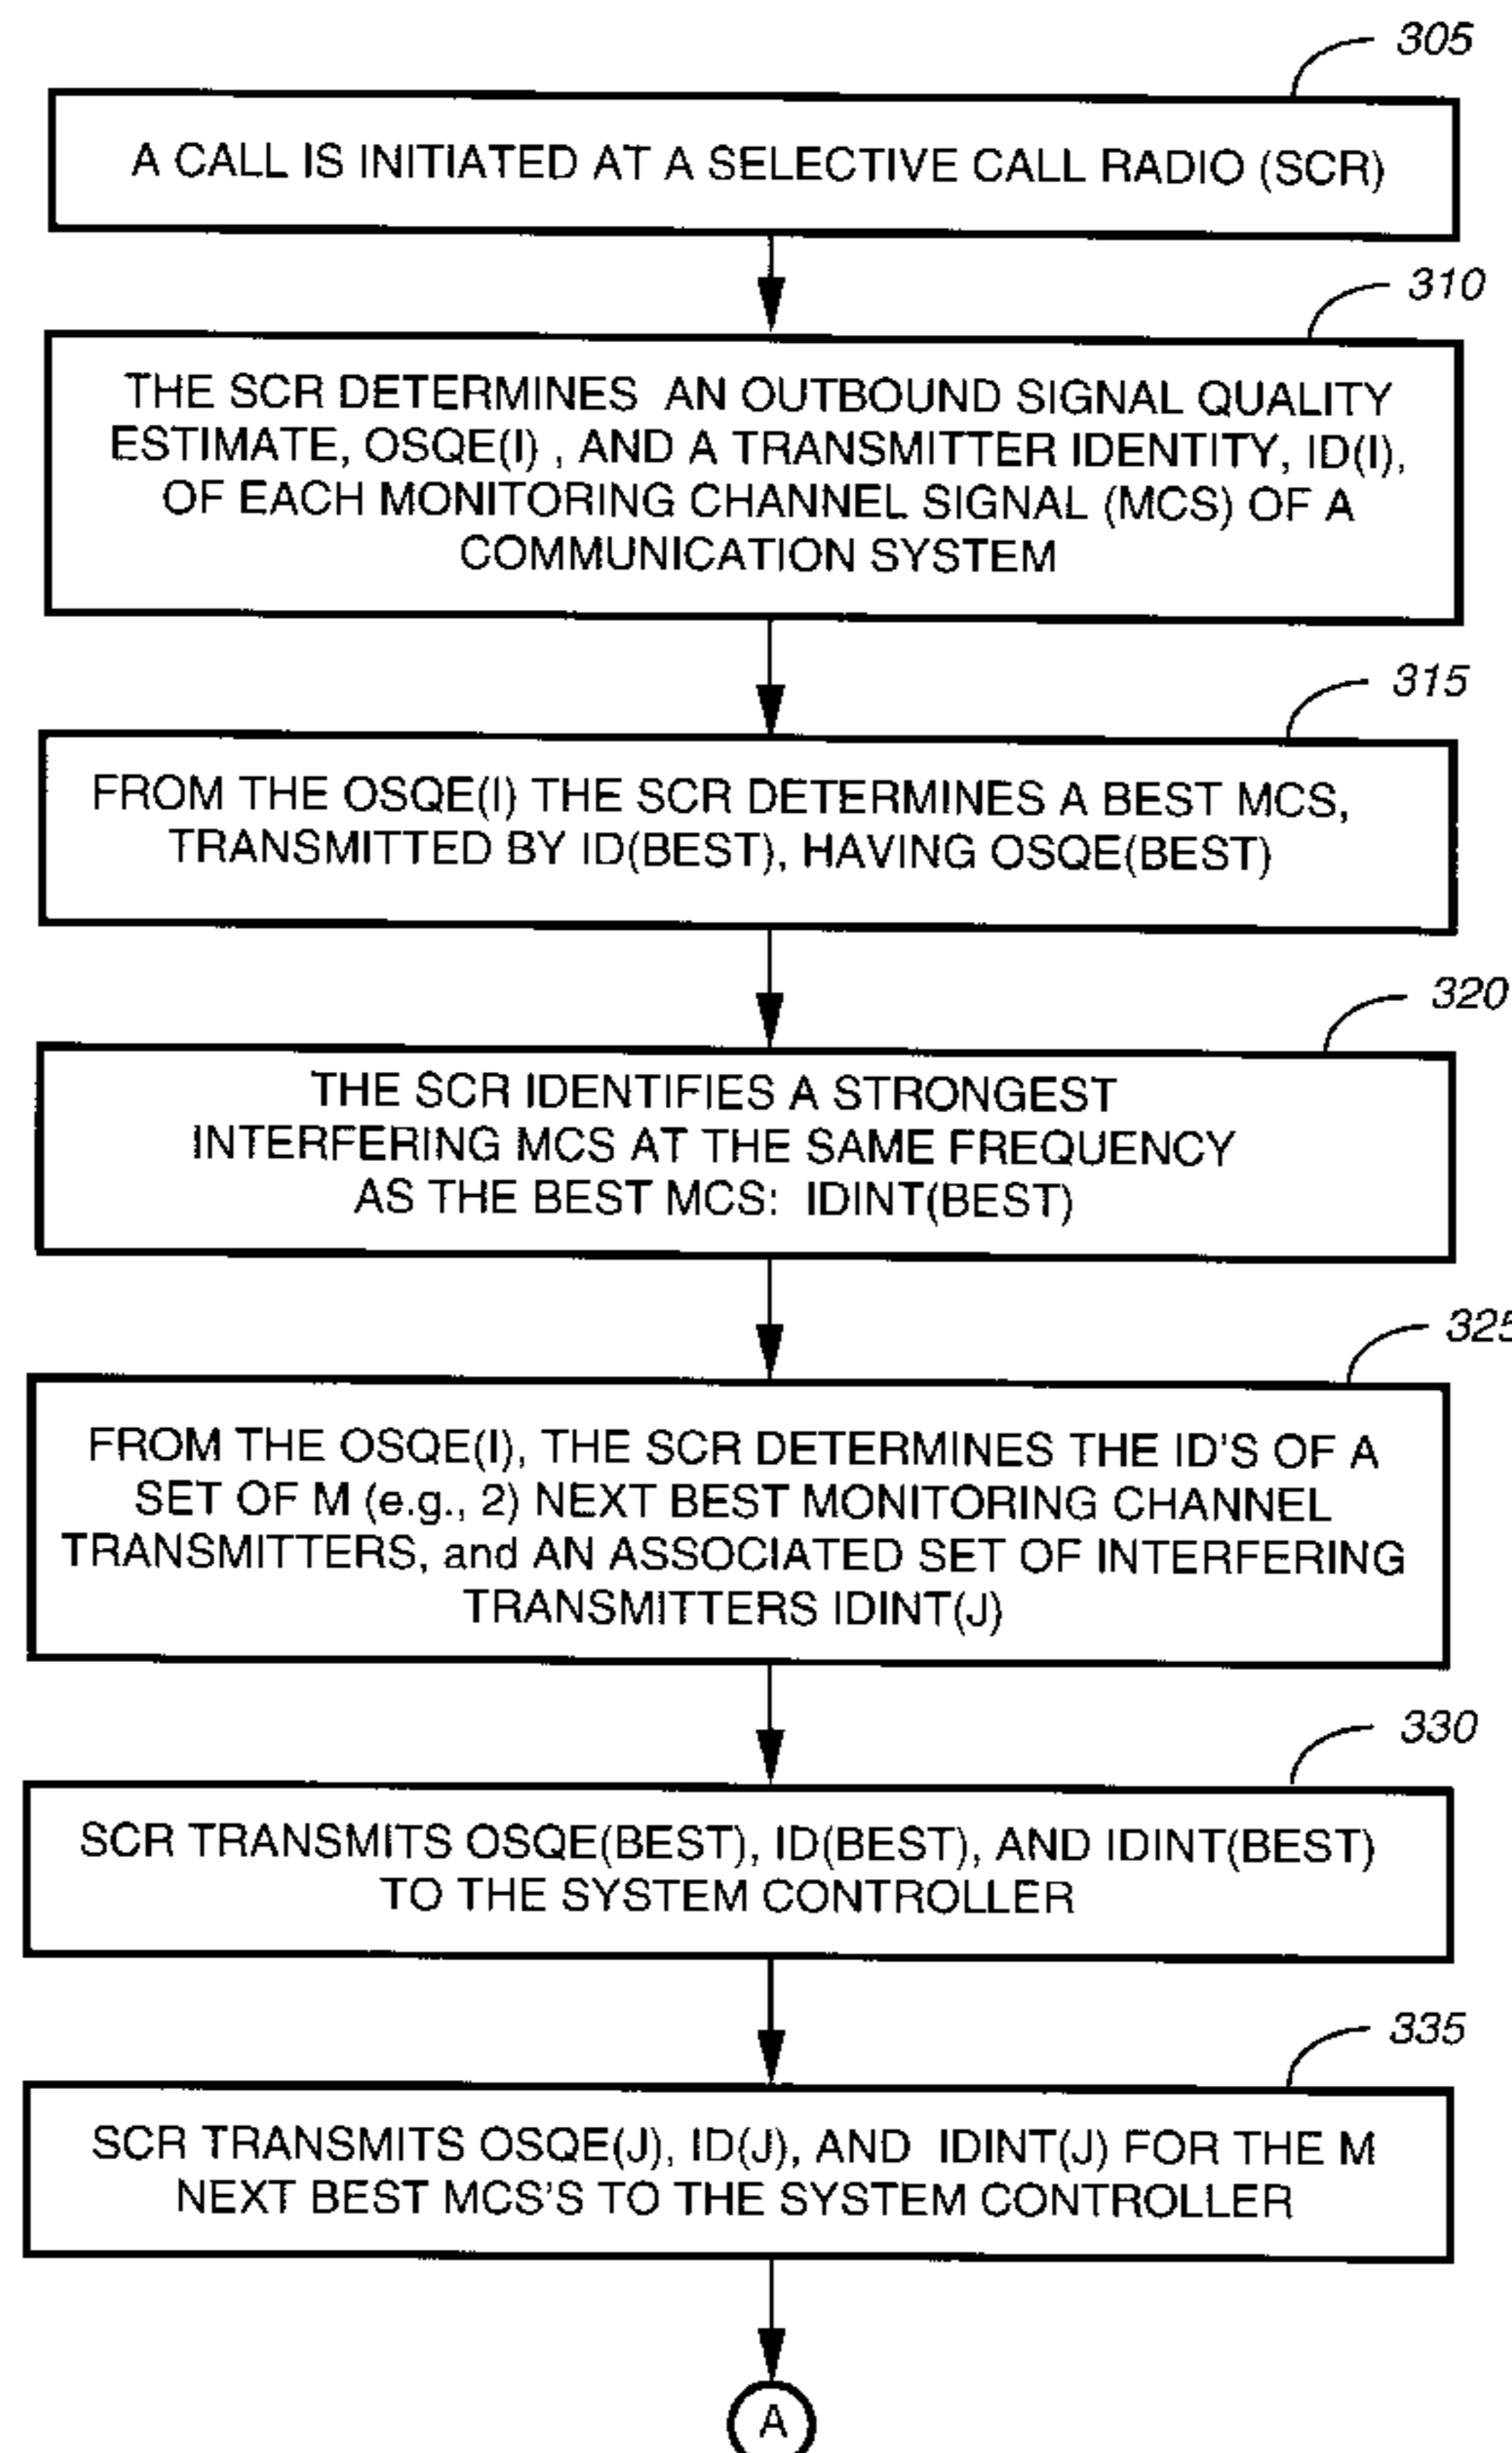 305
A CALL IS INITIATED AT A SELECTIVE CALL RADIO (SCR)
310
THE SCR DETERMINES AN OUTBOUND SIGNAL QUALITY
ESTIMATE, OSQE(I) , AND A TRANSMITTER IDENTITY, ID(I),
OF EACH MONITORING CHANNEL SIGNAL (MCS) OF A
COMMUNICATION SYSTEM
315
FROM THE OSQE(I) THE SCR DETERMINES A BEST MCS,
TRANSMITTED BY ID(BEST), HAVING OSQE(BEST)
320
THE SCR IDENTIFIES A STRONGEST
INTERFERING MCS AT THE SAME FREQUENCY
AS THE BEST MCS: IDINT(BEST)
325
FROM THE OSQE(I), THE SCR DETERMINES THE ID'S OF A
SET OF M (e.g., 2) NEXT BEST MONITORING CHANNEL
TRANSMITTERS, and AN ASSOCIATED SET OF INTERFERING
TRANSMITTERS IDINT(J)
330
SCR TRANSMITS OSQE(BEST), ID(BEST), AND IDINT(BEST)
TO THE SYSTEM CONTROLLER
335
SCR TRANSMITS OSQE(J), ID(J), AND IDINT(J) FOR THE M
NEXT BEST MCS'S TO THE SYSTEM CONTROLLER
A